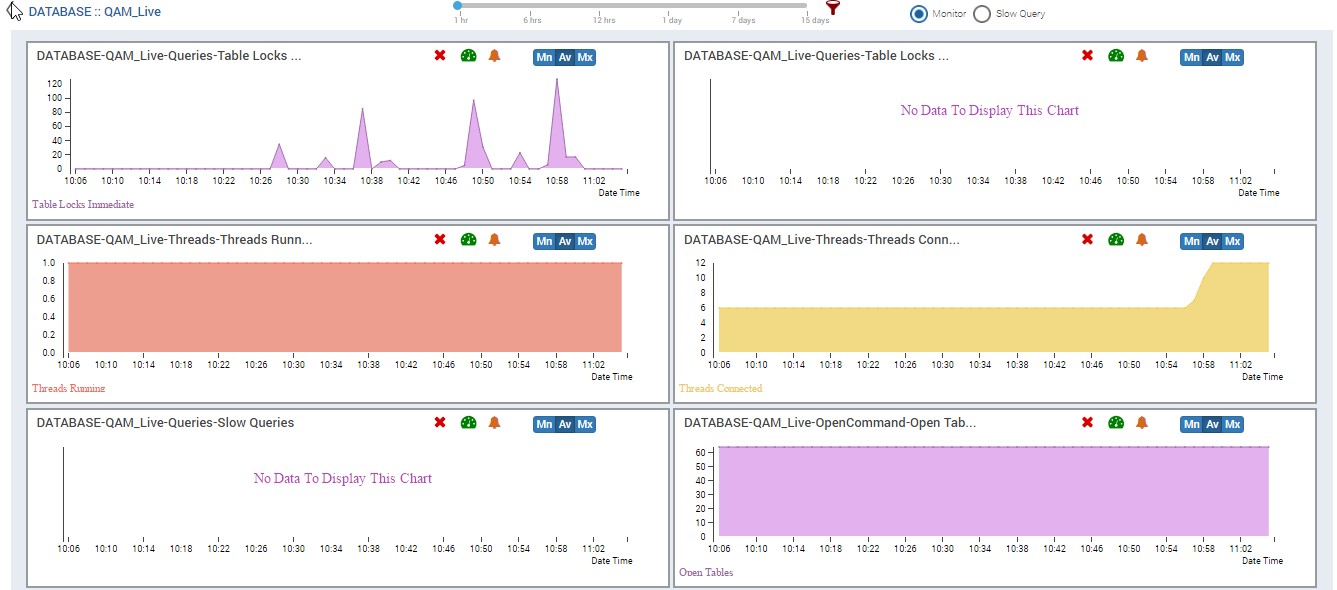 DATABASE :: QAM_Live
1 hr 6 hrs 12 hrs 1 day 7 days 15 days
Monitor Slow Query
DATABASE-QAM_Live-Queries-Table Locks ...
Mn Av Mx
120
100
80
60
40
20
0
10:06 10:10 10:14 10:18 10:22 10:26 10:30 10:34 10:38 10:42 10:46 10:50 10:54 10:58 11:02
Date Time
Table Locks Immediate
DATABASE-QAM_Live-Queries-Table Locks ...
Mn Av Mx
No Data To Display This Chart
10:06 10:10 10:14 10:18 10:22 10:26 10:30 10:34 10:38 10:42 10:46 10:50 10:54 10:58 11:02
Date Time
DATABASE-QAM_Live-Threads-Threads Runn...
Mn Av Mx
1.0
0.8
0.6
0.4
0.2
0.0
10:06 10:10 10:14 10:18 10:22 10:26 10:30 10:34 10:38 10:42 10:46 10:50 10:54 10:58 11:02
Date Time
Threads Running
DATABASE-QAM_Live-Threads-Threads Conn...
Mn Av Mx
12
10
8
6
4
2
0
10:06 10:10 10:14 10:18 10:22 10:26 10:30 10:34 10:38 10:42 10:46 10:50 10:54 10:58 11:02
Date Time
Threads Connected
DATABASE-QAM_Live-Queries-Slow Queries
Mn Av Mx
No Data To Display This Chart
10:06 10:10 10:14 10:18 10:22 10:26 10:30 10:34 10:38 10:42 10:46 10:50 10:54 10:58 11:02
Date Time
DATABASE-QAM_Live-OpenCommand-Open Tab...
Mn Av Mx
60
50
40
30
20
10
0
10:06 10:10 10:14 10:18 10:22 10:26 10:30 10:34 10:38 10:42 10:46 10:50 10:54 10:58 11:02
Date Time
Open Tables